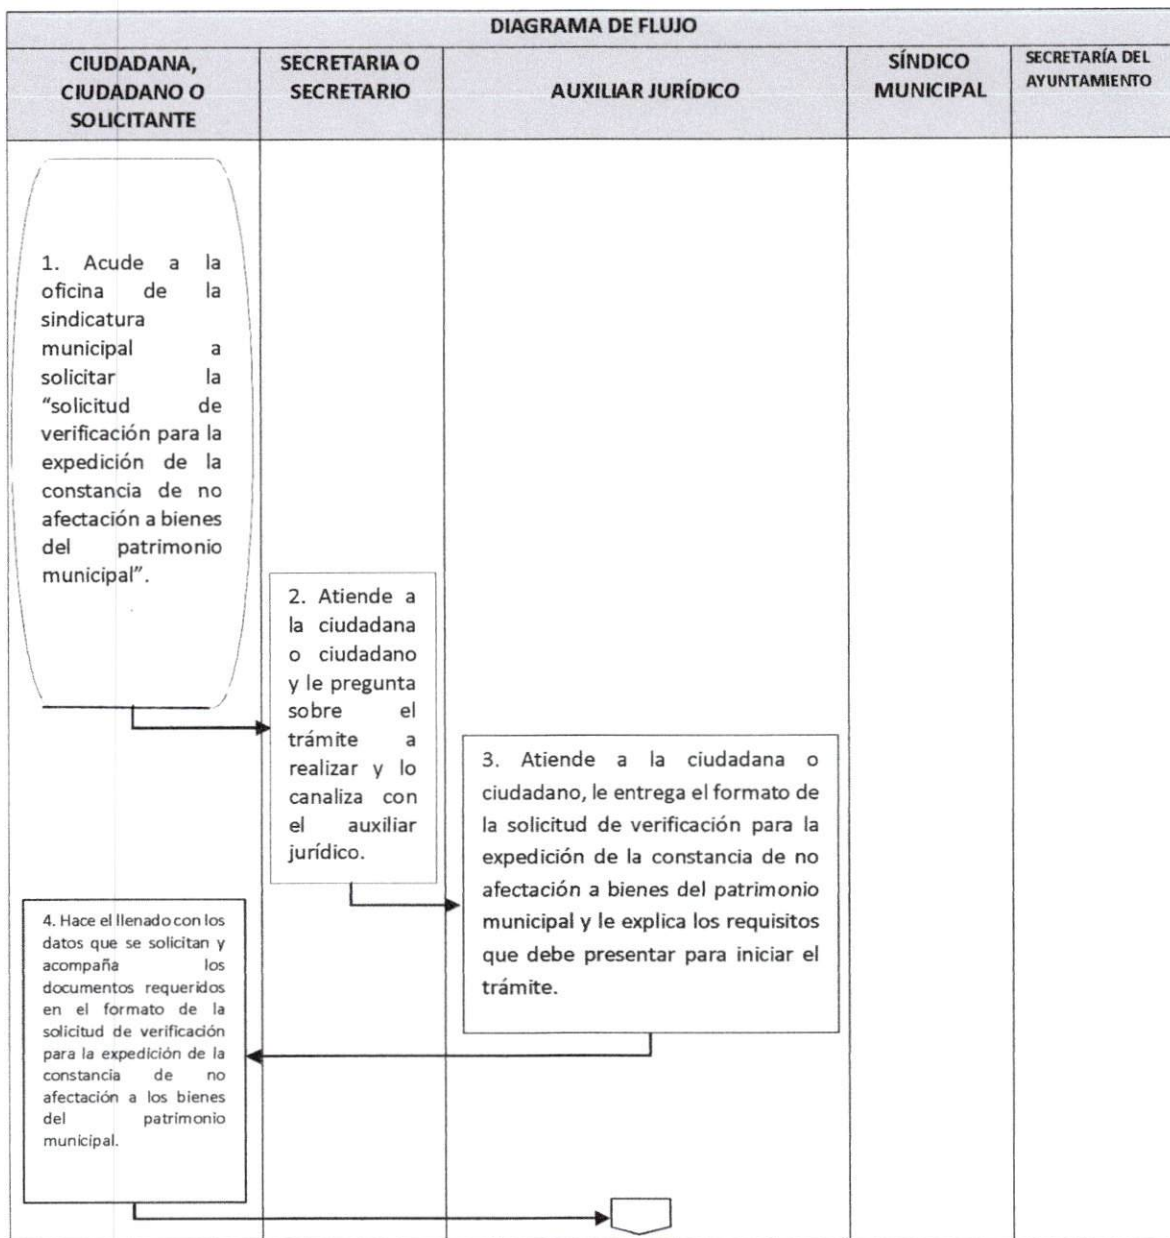 DIAGRAMA DE FLUJO
CIUDADANA,
CIUDADANO O
SOLICITANTE
SECRETARIA O
SECRETARIO
AUXILIAR JURÍDICO
SÍNDICO
MUNICIPAL
SECRETARÍA DEL
AYUNTAMIENTO
1. Acude a la
oficina de la
sindicatura
municipal a
solicitar la
“solicitud de
verificación para la
expedición de la
constancia de no
afectación a bienes
del patrimonio
municipal”.
2. Atiende a
la ciudadana
o ciudadano
y le pregunta
sobre el
trámite a
realizar y lo
canaliza con
el auxiliar
jurídico.
3. Atiende a la ciudadana o
ciudadano, le entrega el formato de
la solicitud de verificación para la
expedición de la constancia de no
afectación a bienes del patrimonio
municipal y le explica los requisitos
que debe presentar para iniciar el
trámite.
4. Hace el llenado con los
datos que se solicitan y
acompaña los
documentos requeridos
en el formato de la
solicitud de verificación
para la expedición de la
constancia de no
afectación a los bienes
del patrimonio
municipal.